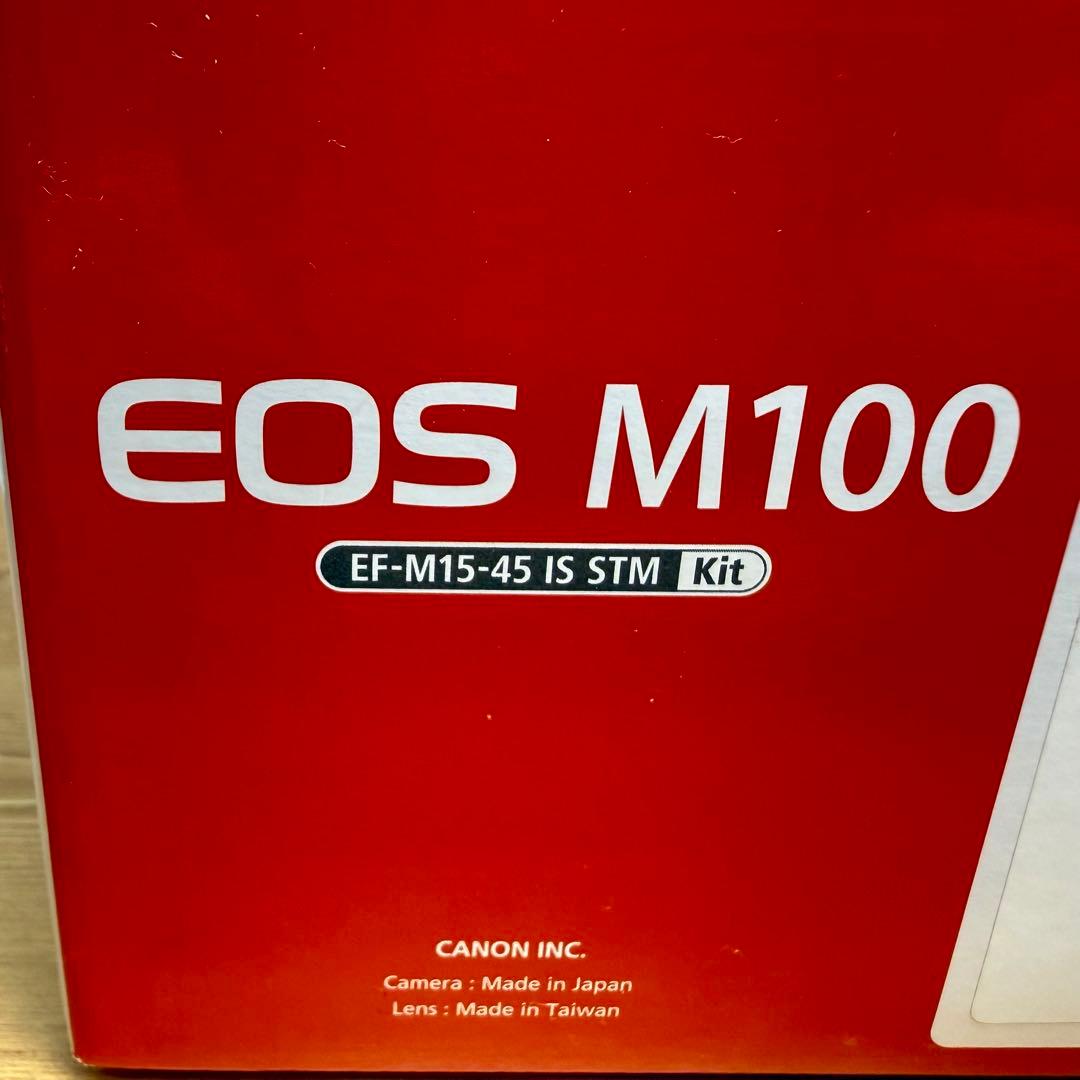 EOS M100
EF-M15-45 IS STM Kit
CANON INC.
Camera : Made in Japan
Lens : Made in Taiwan